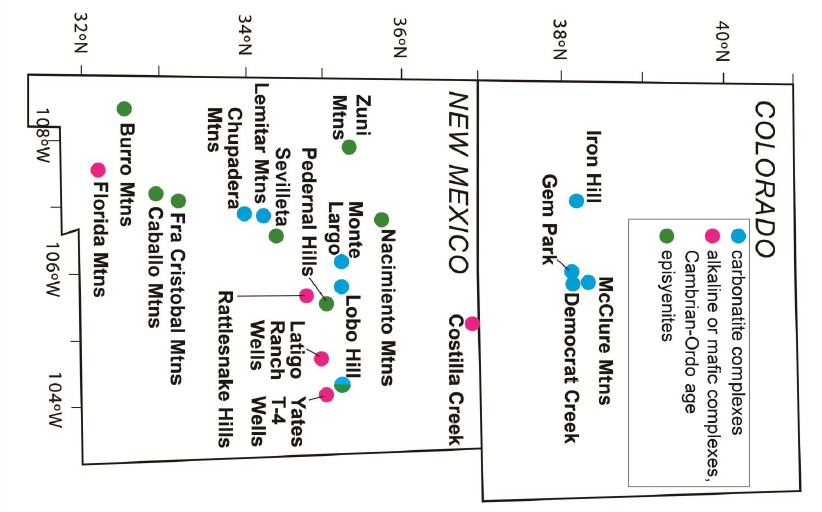 COLORADO
40°N
carbonatite complexes
alkaline or mafic complexes,
Cambrian-Ordo age
episyenites
McClure Mtns
Iron Hill
Democrat Creek
38°N
Gem Park
NEW MEXICO
Costilla Creek
36°N
Nacimiento Mtns
Zuni
Mtns
Monte
Largo
Lobo Hill
Pedernal Hills
Latigo
Ranch
Wells
Yates
T-4
Wells
Sevilleta
Lemitar Mtns
34°N
Chupadera
Mtns
Rattlesnake Hills
Fra Cristobal Mtns
Caballo Mtns
Burro Mtns
Florida Mtns
32°N
108°W
106°W
104°W